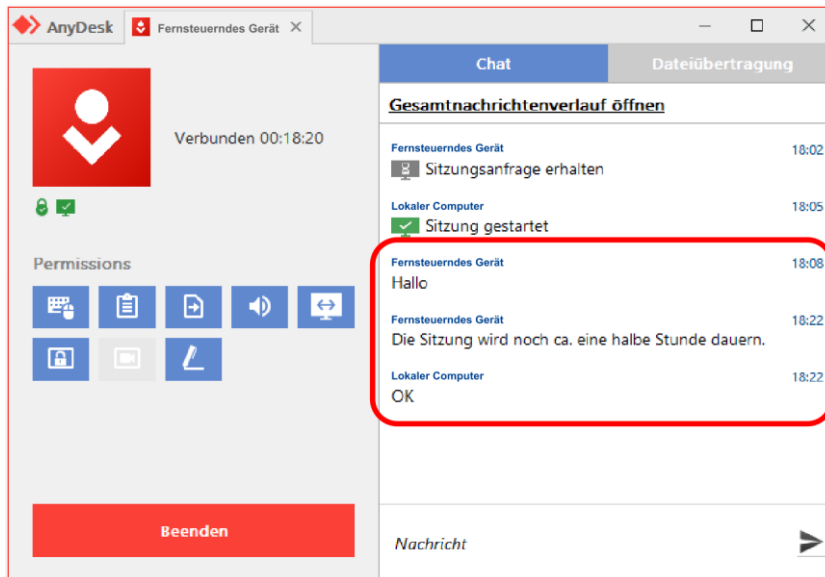 AnyDesk
Fernsteuerndes Gerät
Verbunden 00:18:20
Permissions
Beenden
Chat
Dateiübertragung
Gesamtnachrichtenverlauf öffnen
Fernsteuerndes Gerät 18:02
Sitzungsanfrage erhalten
Lokaler Computer 18:05
Sitzung gestartet
Fernsteuerndes Gerät 18:08
Hallo
Fernsteuerndes Gerät 18:22
Die Sitzung wird noch ca. eine halbe Stunde dauern.
Lokaler Computer 18:22
OK
Nachricht